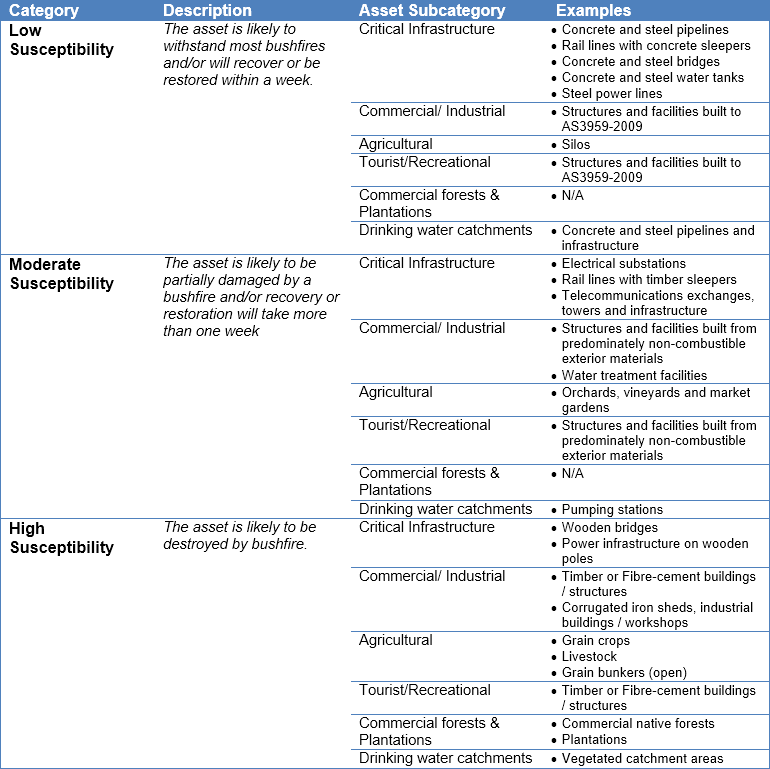 Category Description Asset Subcategory Examples
Low
Susceptibility
The asset is likely to
withstand most bushfires
and/or will recover or be
restored within a week.
Critical Infrastructure
• Concrete and steel pipelines
• Rail lines with concrete sleepers
• Concrete and steel bridges
• Concrete and steel water tanks
• Steel power lines
Commercial/ Industrial
• Structures and facilities built to
AS3959-2009
Agricultural
• Silos
Tourist/Recreational
• Structures and facilities built to
AS3959-2009
Commercial forests &
Plantations
• N/A
Drinking water catchments
• Concrete and steel pipelines and
infrastructure
Moderate
Susceptibility
The asset is likely to be
partially damaged by a
bushfire and/or recovery or
restoration will take more
than one week
Critical Infrastructure
• Electrical substations
• Rail lines with timber sleepers
• Telecommunications exchanges,
towers and infrastructure
Commercial/ Industrial
• Structures and facilities built from
predominately non-combustible
exterior materials
• Water treatment facilities
Agricultural
• Orchards, vineyards and market
gardens
Tourist/Recreational
• Structures and facilities built from
predominately non-combustible
exterior materials
Commercial forests &
Plantations
• N/A
Drinking water catchments
• Pumping stations
High
Susceptibility
The asset is likely to be
destroyed by bushfire.
Critical Infrastructure
• Wooden bridges
• Power infrastructure on wooden
poles
Commercial/ Industrial
• Timber or Fibre-cement buildings
/ structures
• Corrugated iron sheds, industrial
buildings / workshops
Agricultural
• Grain crops
• Livestock
• Grain bunkers (open)
Tourist/Recreational
• Timber or Fibre-cement buildings
/ structures
Commercial forests &
Plantations
• Commercial native forests
• Plantations
Drinking water catchments
• Vegetated catchment areas